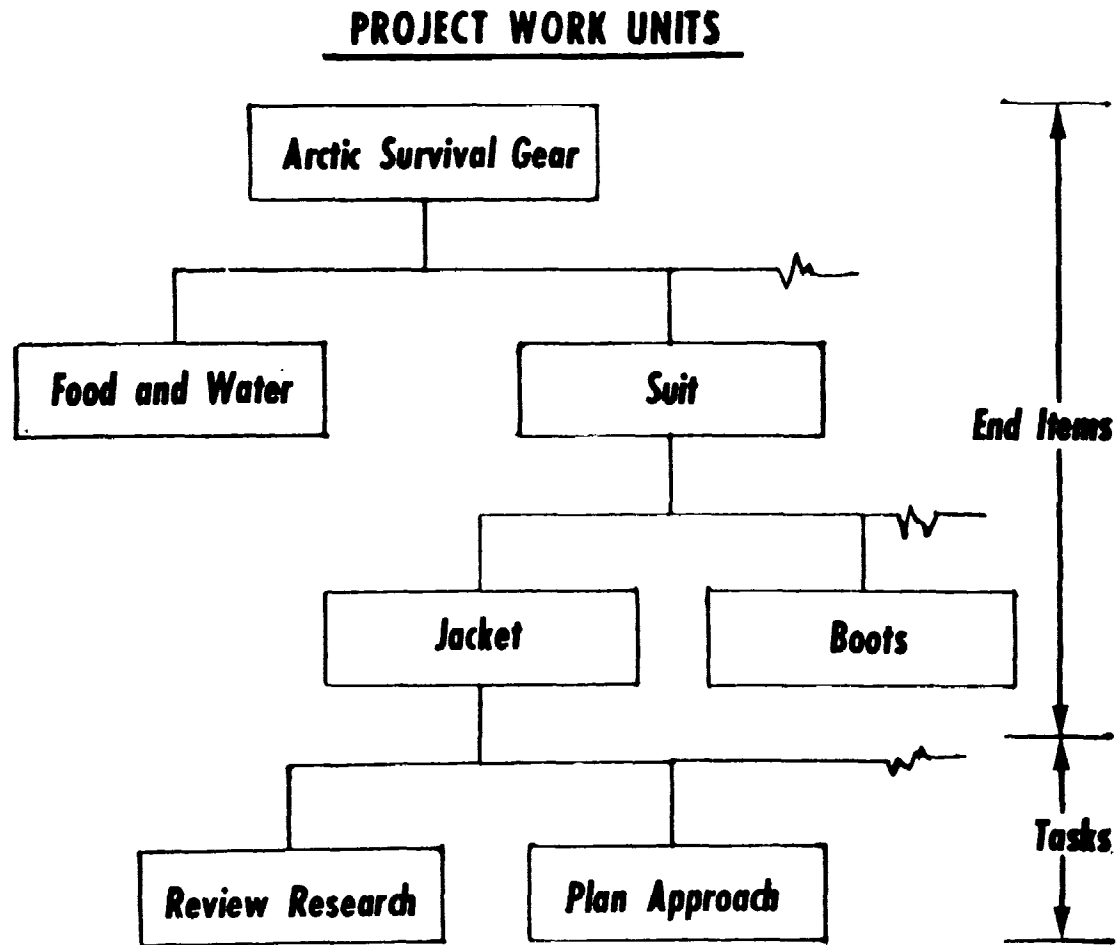 PROJECT WORK UNITS
Arctic Survival Gear
Food and Water
Suit
End Items
Jacket
Boots
Tasks
Review Research
Plan Approach